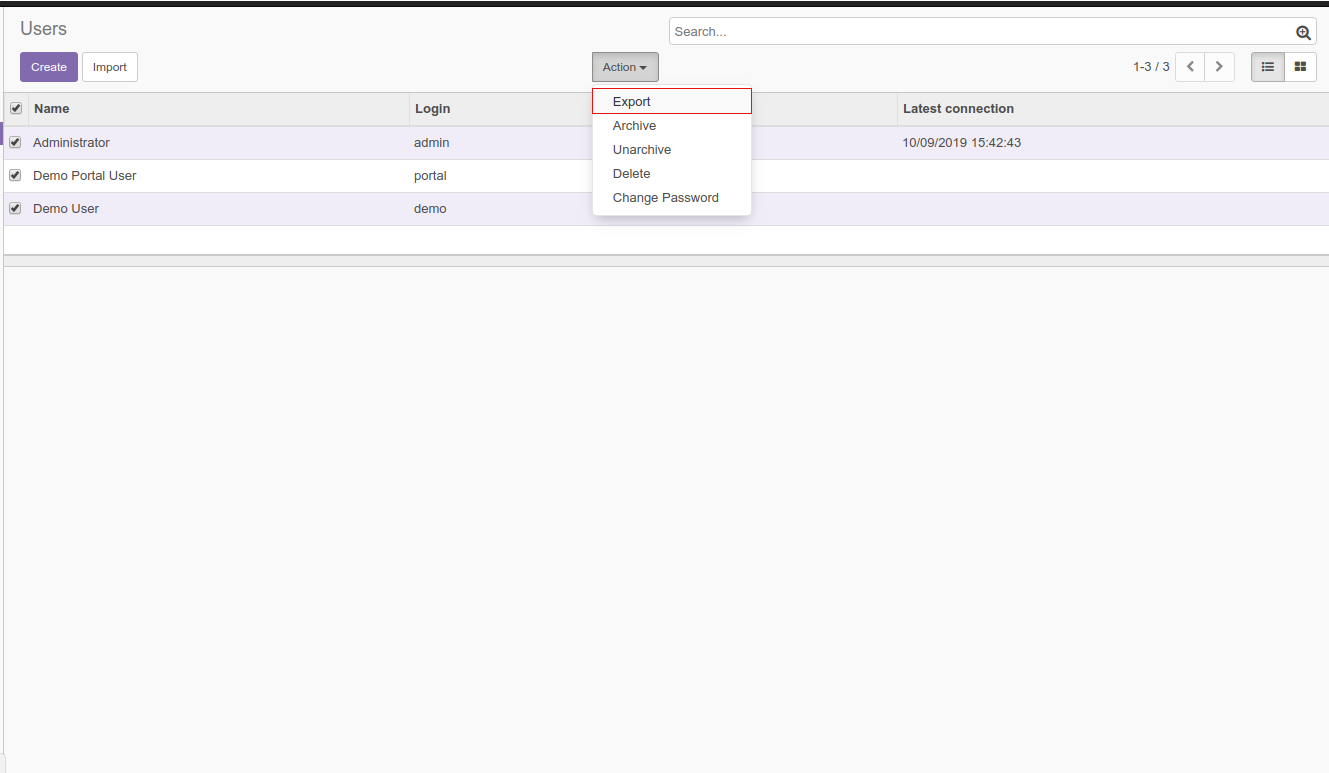 Users
Search...
Create Import Action 1-3 / 3
Name Login Latest connection
Export
Archive
Unarchive
Delete
Change Password
Administrator admin 10/09/2019 15:42:43
Demo Portal User portal
Demo User demo